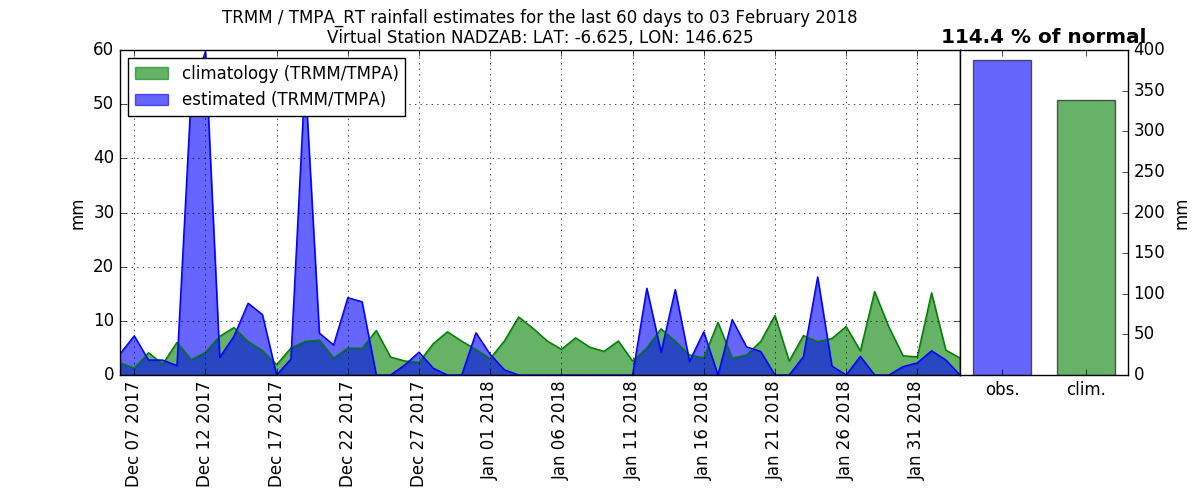 TRMM / TMPA_RT rainfall estimates for the last 60 days to 03 February 2018
Virtual Station NADZAB: LAT: -6.625, LON: 146.625
114.4 % of normal
climatology (TRMM/TMPA)
estimated (TRMM/TMPA)
60
50
40
30
20
10
0
mm
400
350
300
250
200
150
100
50
0
mm
Dec 07 2017
Dec 12 2017
Dec 17 2017
Dec 22 2017
Dec 27 2017
Jan 01 2018
Jan 06 2018
Jan 11 2018
Jan 16 2018
Jan 21 2018
Jan 26 2018
Jan 31 2018
obs.
clim.